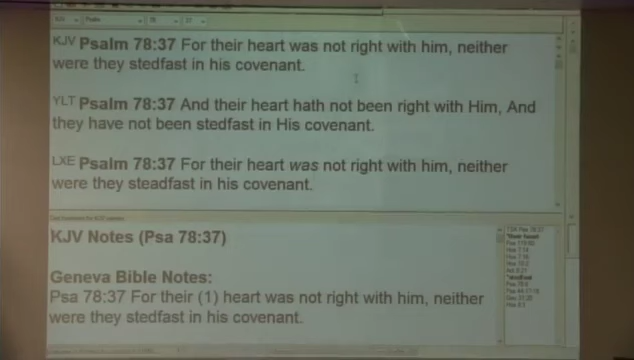 KJV Psalm 78:37 For their heart was not right with him, neither
were they stedfast in his covenant.
YLT Psalm 78:37 And their heart hath not been right with Him, And
they have not been stedfast in His covenant.
LXE Psalm 78:37 For their heart was not right with him, neither
were they steadfast in his covenant.
KJV Notes (Psa 78:37)
Geneva Bible Notes:
Psa 78:37 For their (1) heart was not right with him, neither
were they stedfast in his covenant.